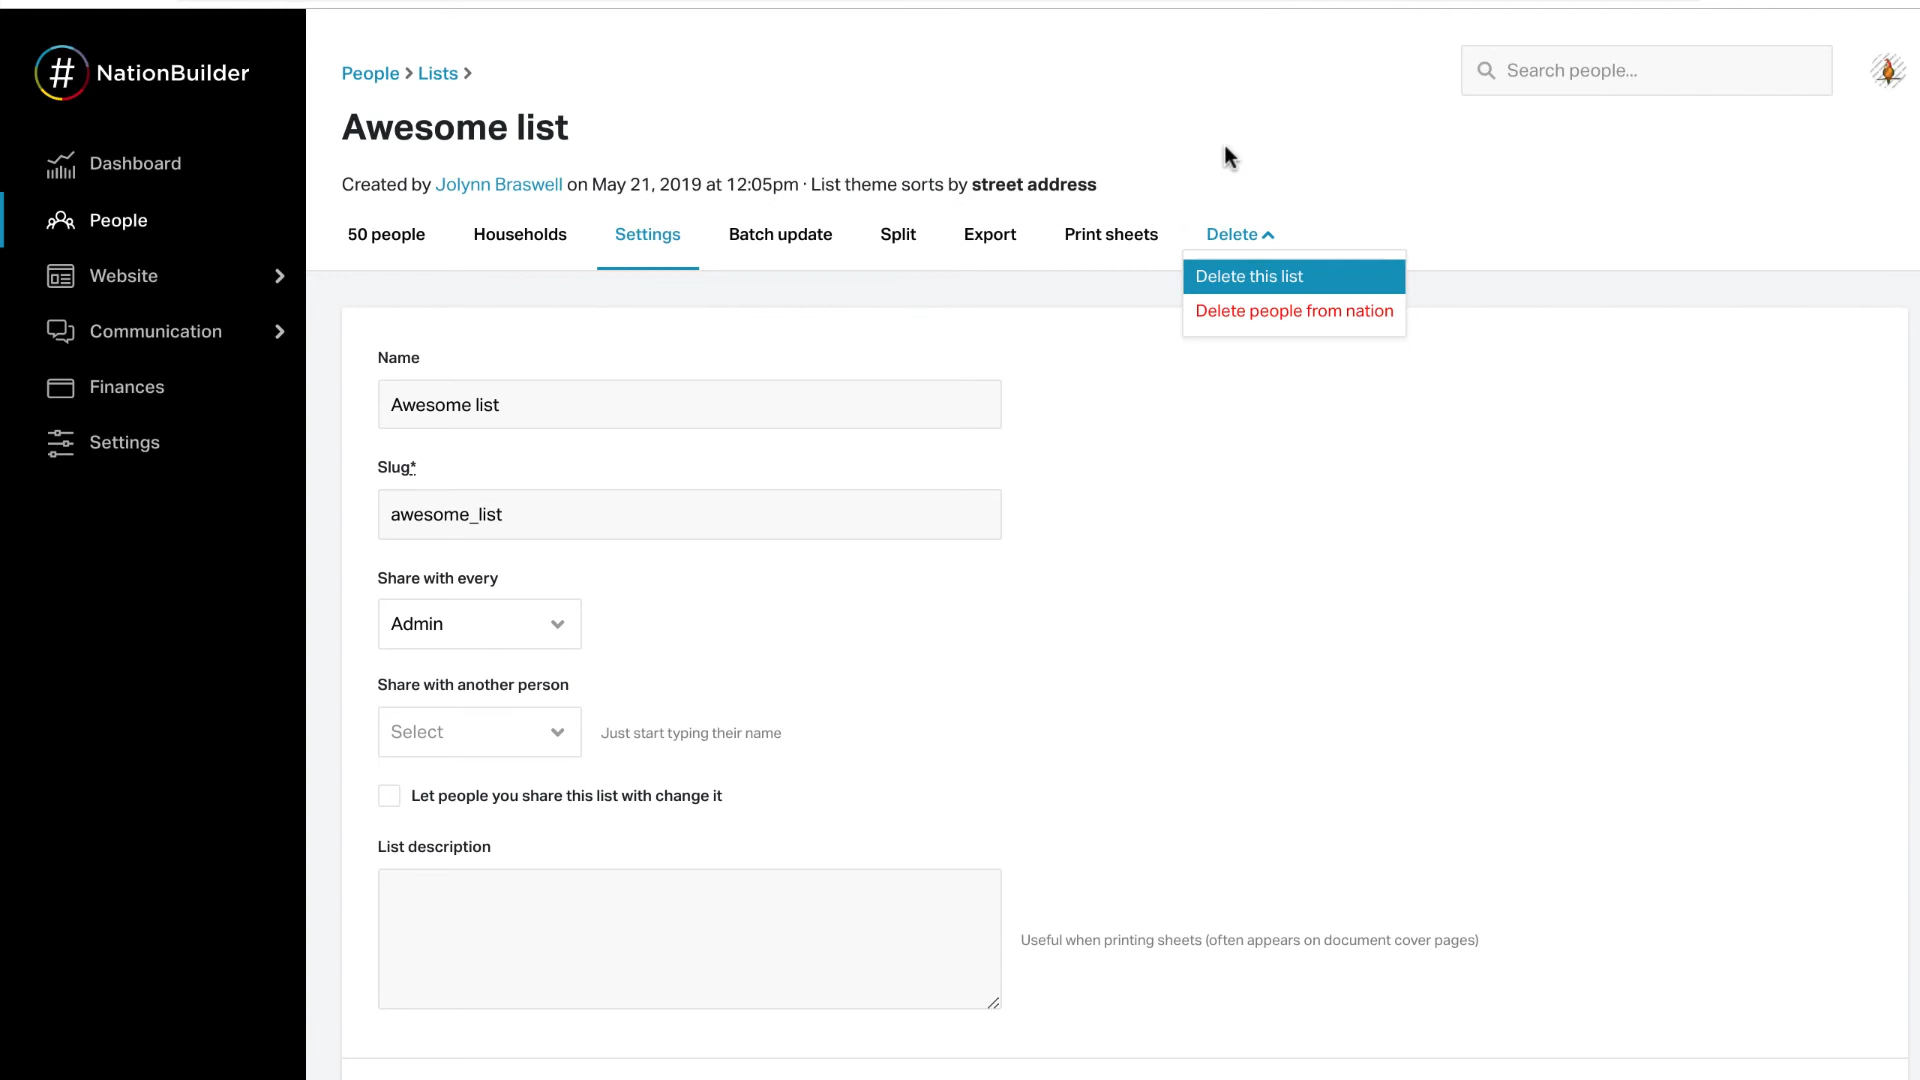 # NationBuilder
Dashboard
People
Website
Communication
Finances
Settings
People > Lists >
Search people...
Awesome list
Created by Jolynn Braswell on May 21, 2019 at 12:05pm · List theme sorts by street address
50 people Households Settings Batch update Split Export Print sheets Delete
Delete this list
Delete people from nation
Name
Awesome list
Slug*
awesome_list
Share with every
Admin
Share with another person
Select Just start typing their name
Let people you share this list with change it
List description
Useful when printing sheets (often appears on document cover pages)